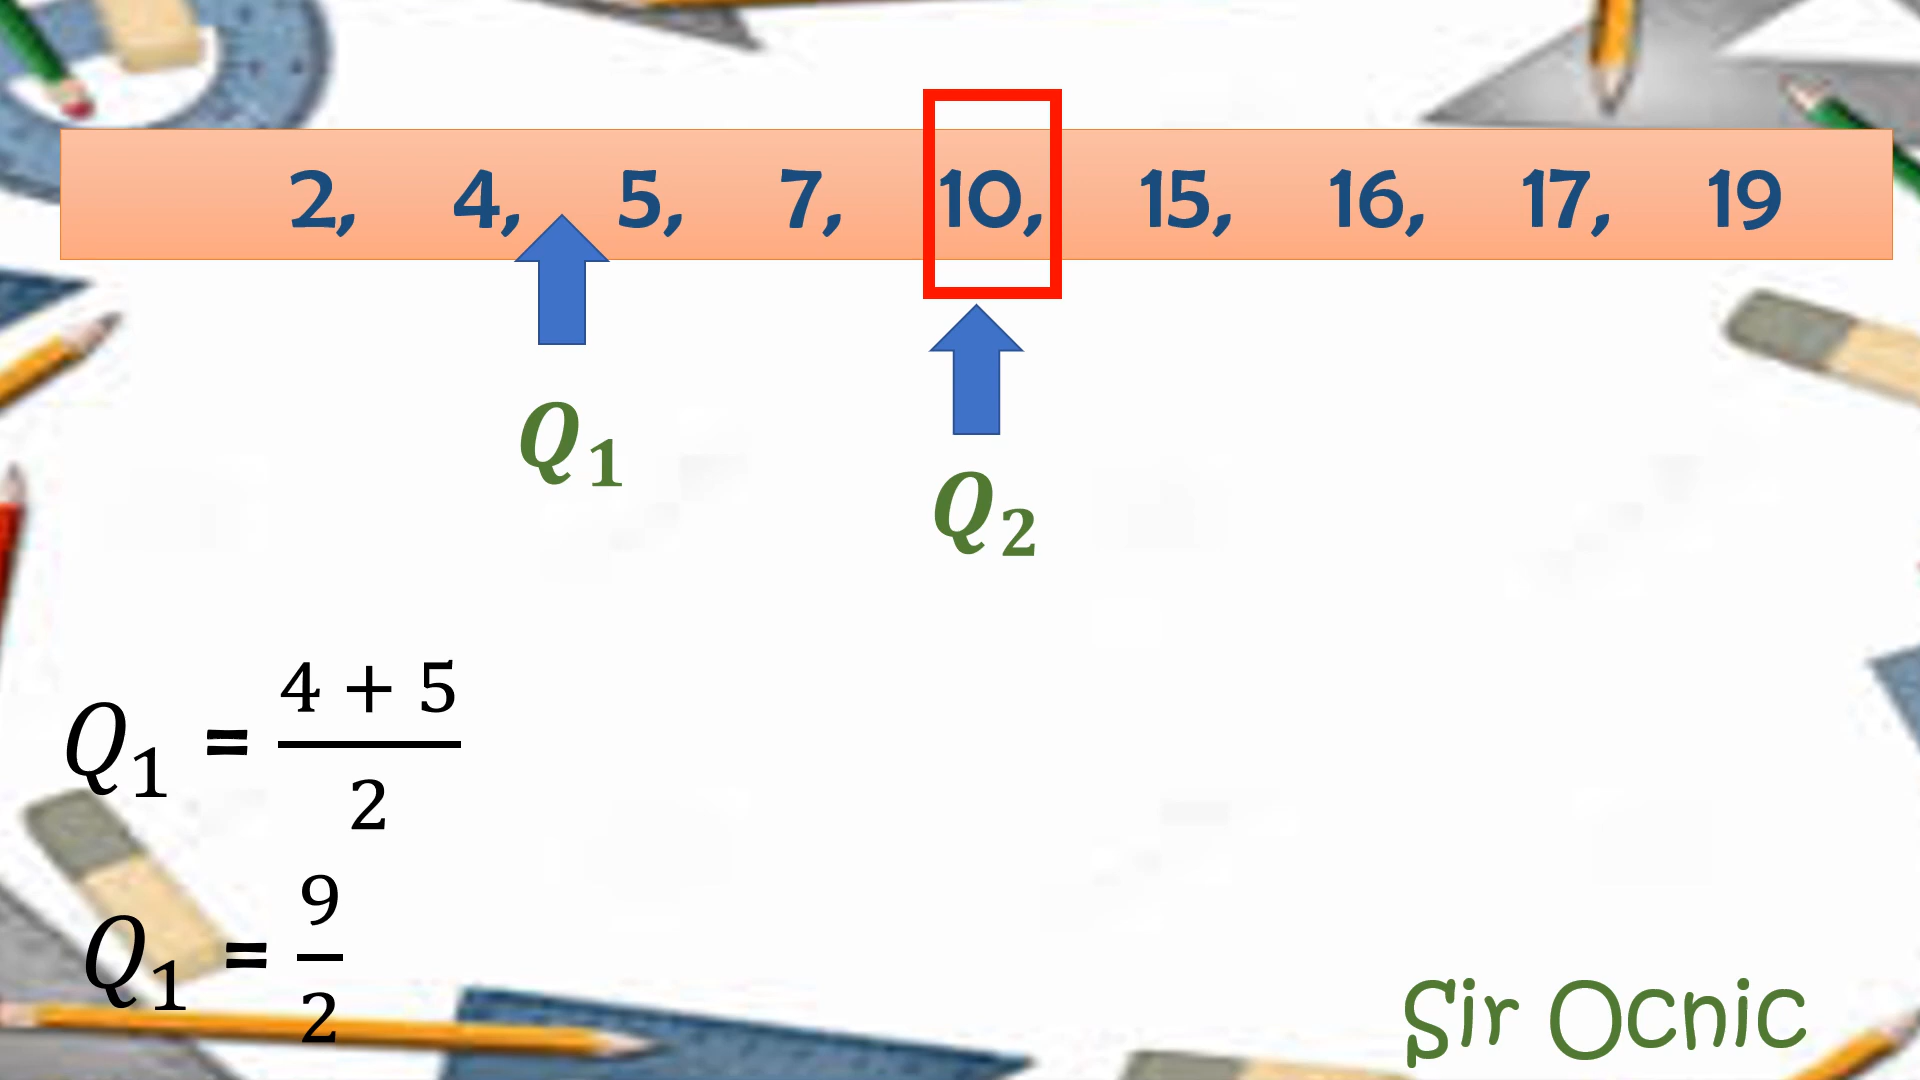 2, 4, 5, 7, 10, 15, 16, 17, 19
Q₁
Q₂
Q₁ = (4 + 5)/2
Q₁ = 9/2
Sir Ocnic